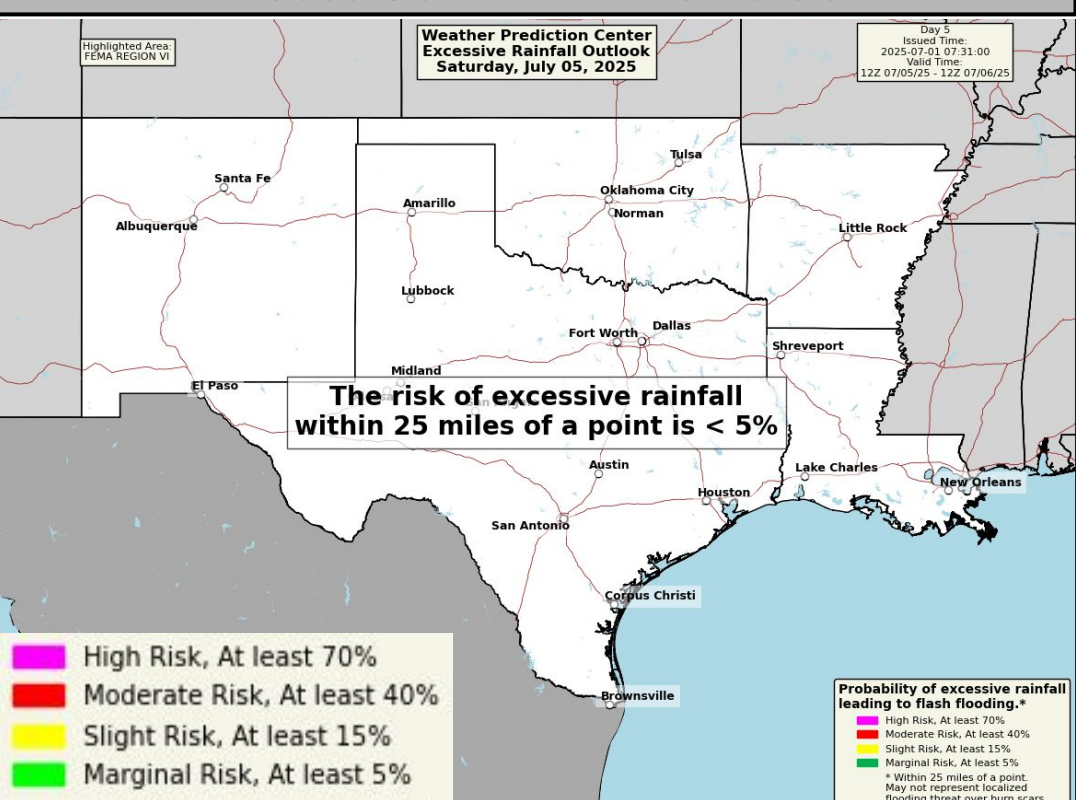 Highlighted Area:
FEMA REGION VI
Weather Prediction Center
Excessive Rainfall Outlook
Saturday, July 05, 2025
Day 5
Issued Time:
2025-07-01 07:31:00
Valid Time:
12Z 07/05/25 - 12Z 07/06/25
Tulsa
Santa Fe
Oklahoma City
Amarillo
Norman
Albuquerque
Little Rock
Lubbock
Fort Worth
Dallas
Shreveport
Midland
El Paso
The risk of excessive rainfall
within 25 miles of a point is < 5%
Austin
Lake Charles
New Orleans
Houston
San Antonio
Corpus Christi
Brownsville
High Risk, At least 70%
Moderate Risk, At least 40%
Slight Risk, At least 15%
Marginal Risk, At least 5%
Probability of excessive rainfall
leading to flash flooding.*
High Risk, At least 70%
Moderate Risk, At least 40%
Slight Risk, At least 15%
Marginal Risk, At least 5%
* Within 25 miles of a point.
May not represent localized
flooding threat over burn scars